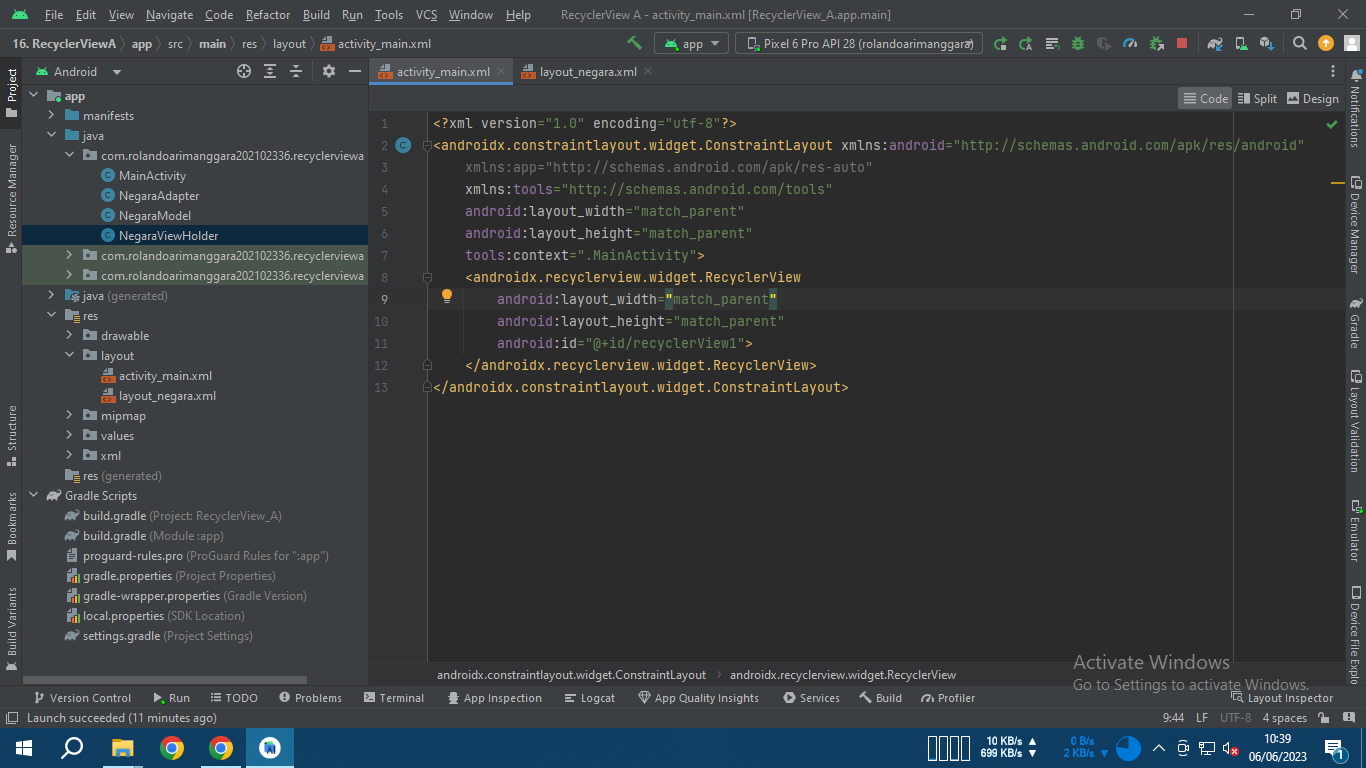 File Edit View Navigate Code Refactor Build Run Tools VCS Window Help RecyclerView A - activity_main.xml [RecyclerView_A.app.main]
16. RecyclerViewA app src main res layout activity_main.xml app Pixel 6 Pro API 28 (rolandoarimanggara)
Android
activity_main.xml
layout_negara.xml
Code Split Design
Project
Resource Manager
Structure
Bookmarks
Build Variants
app
manifests
java
com.rolandoarimanggara202102336.recyclerviewa
MainActivity
NegaraAdapter
NegaraModel
NegaraViewHolder
com.rolandoarimanggara202102336.recyclerviewa
com.rolandoarimanggara202102336.recyclerviewa
java (generated)
res
drawable
layout
activity_main.xml
layout_negara.xml
mipmap
values
xml
res (generated)
Gradle Scripts
build.gradle (Project: RecyclerView_A)
build.gradle (Module :app)
proguard-rules.pro (ProGuard Rules for ":app")
gradle.properties (Project Properties)
gradle-wrapper.properties (Gradle Version)
local.properties (SDK Location)
settings.gradle (Project Settings)
1 <?xml version="1.0" encoding="utf-8"?>
2 <androidx.constraintlayout.widget.ConstraintLayout xmlns:android="http://schemas.android.com/apk/res/android"
3 xmlns:app="http://schemas.android.com/apk/res-auto"
4 xmlns:tools="http://schemas.android.com/tools"
5 android:layout_width="match_parent"
6 android:layout_height="match_parent"
7 tools:context=".MainActivity">
8 <androidx.recyclerview.widget.RecyclerView
9 android:layout_width="match_parent"
10 android:layout_height="match_parent"
11 android:id="@+id/recyclerView1">
12 </androidx.recyclerview.widget.RecyclerView>
13 </androidx.constraintlayout.widget.ConstraintLayout>
Notifications
Device Manager
Gradle
Layout Validation
Emulator
Device File Explo
androidx.constraintlayout.widget.ConstraintLayout androidx.recyclerview.widget.RecyclerView
Activate Windows
Go to Settings to activate Windows.
Version Control Run TODO Problems Terminal App Inspection Logcat App Quality Insights Services Build Profiler Layout Inspector
Launch succeeded (11 minutes ago) 9:44 LF UTF-8 4 spaces
10 KB/s
699 KB/s
0 B/s
2 KB/s
10:39
06/06/2023
1